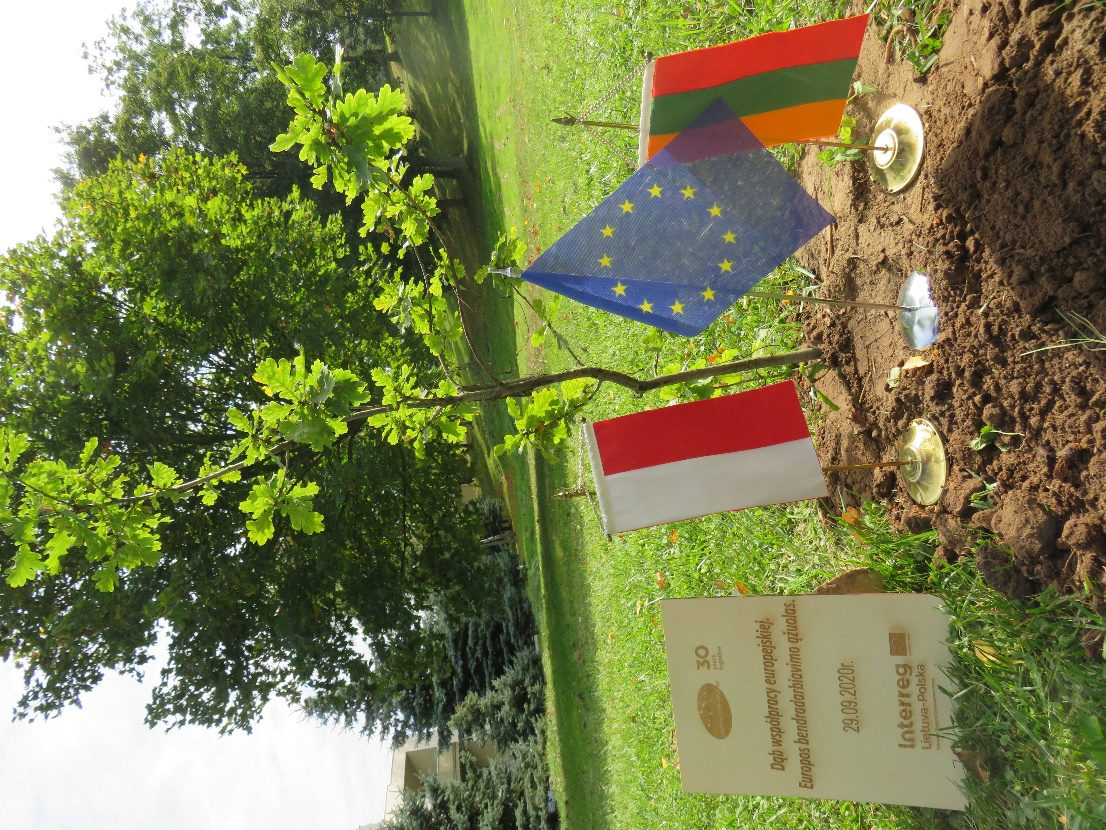 30
Dąb współpracy europejskiej.
Europos bendradarbiavimo ąžuolas.
29.09.2020r.
Interreg
Lietuva-Polska